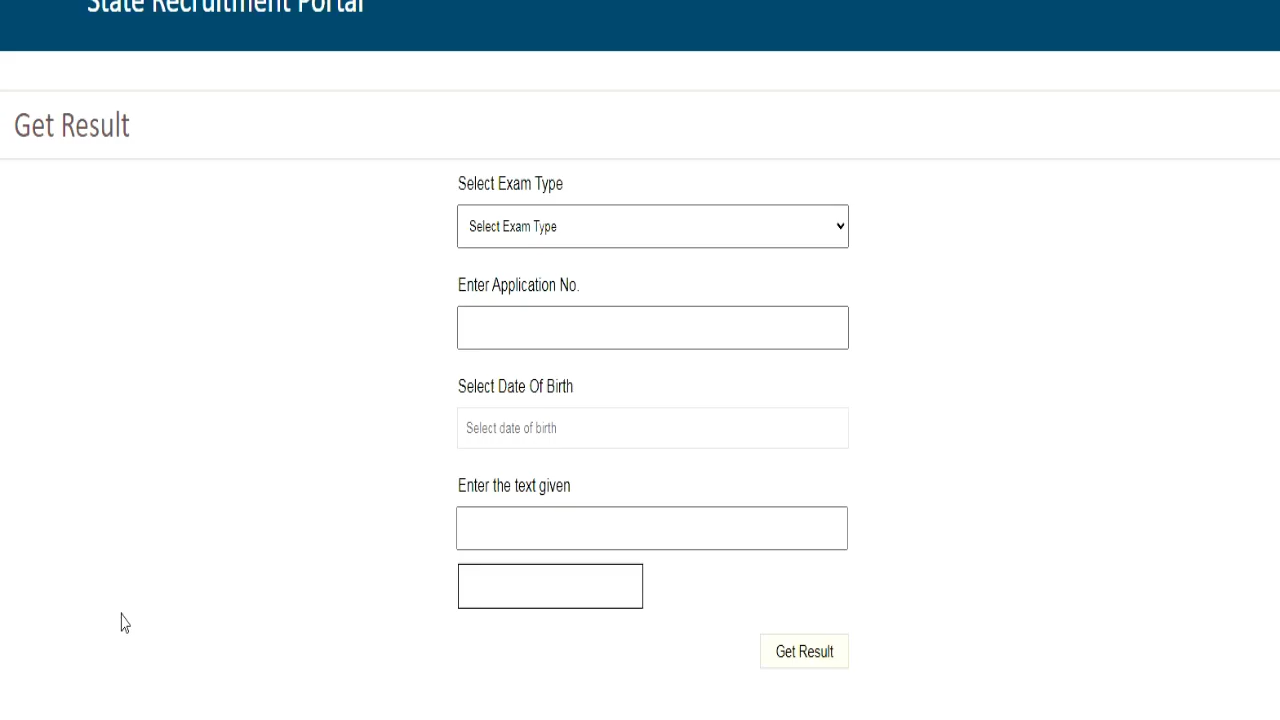 State Recruitment Portal
Get Result
Select Exam Type
Select Exam Type
Enter Application No.
Select Date Of Birth
Select date of birth
Enter the text given
Get Result